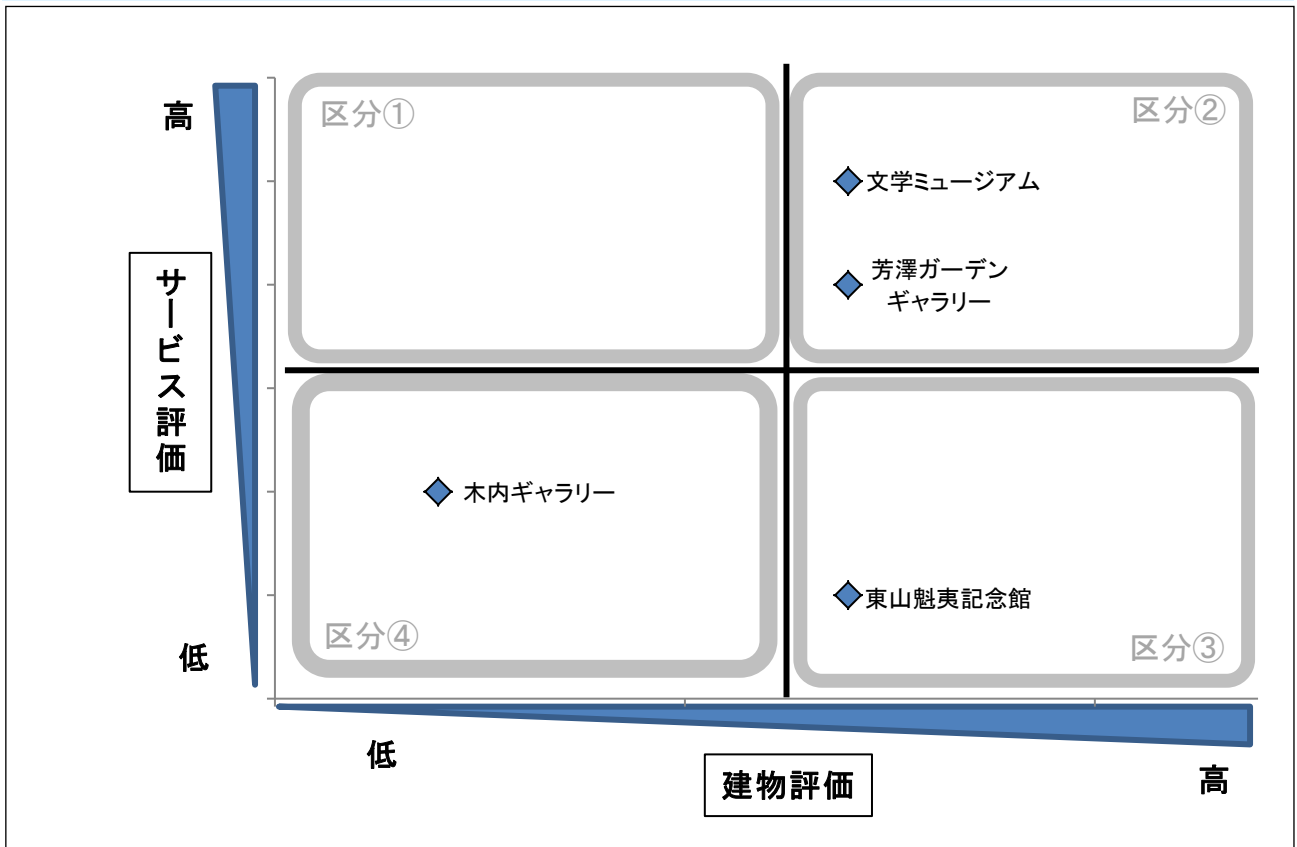 高
区分①
区分②
文学ミュージアム
芳澤ガーデン
ギャラリー
サービス評価
木内ギャラリー
東山魁夷記念館
区分④
区分③
低
低
建物評価
高